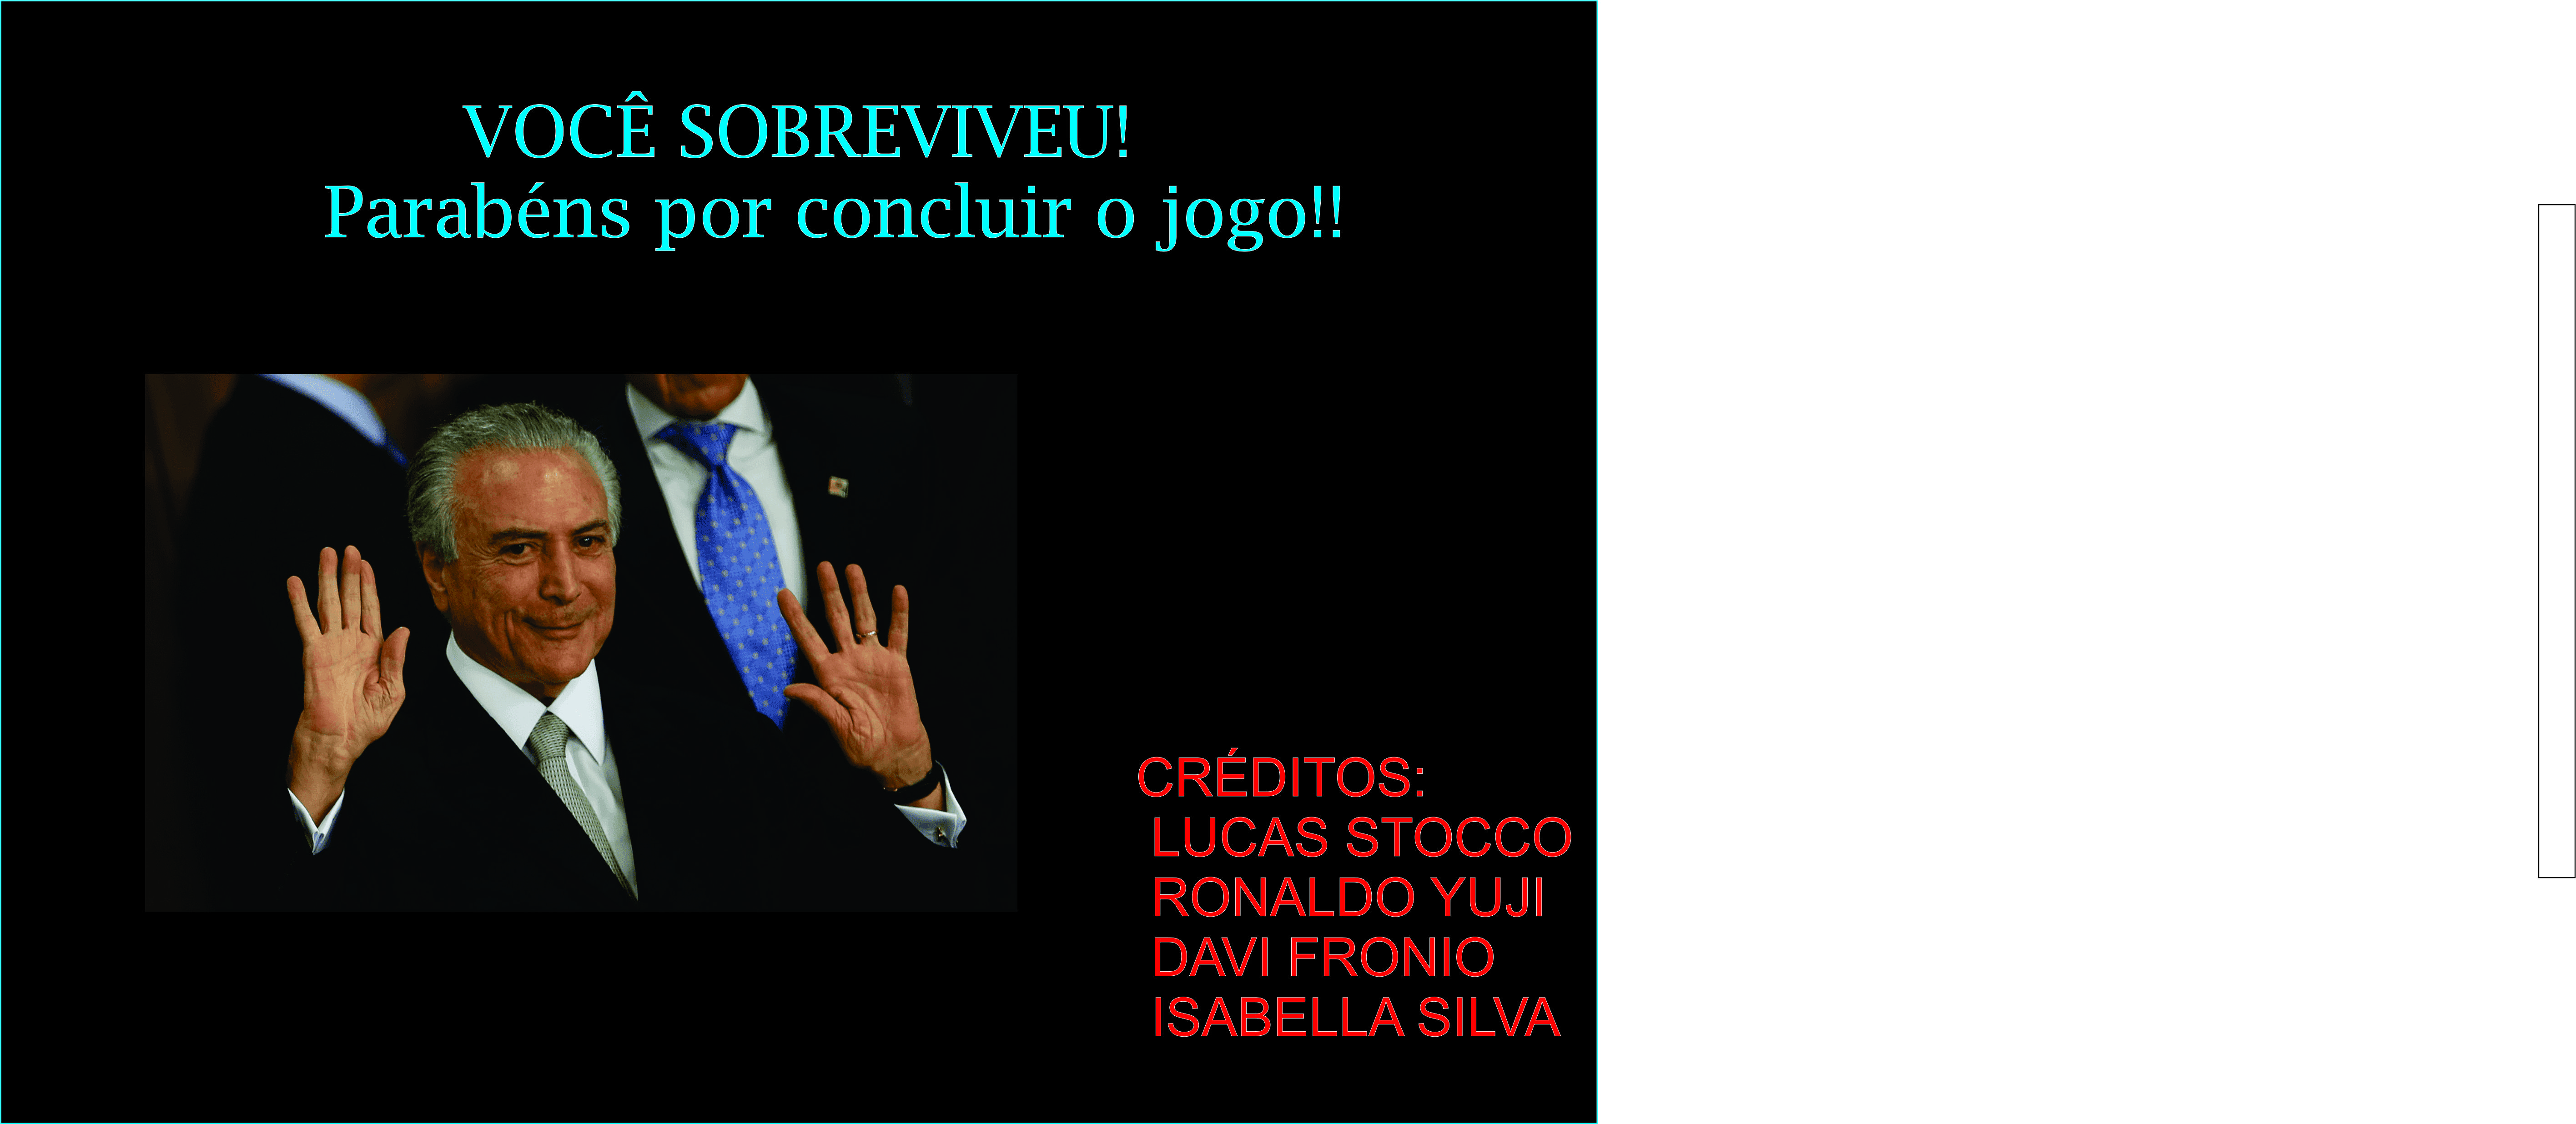 VOCÊ SOBREVIVEU!
Parabéns por concluir o jogo!!
CRÉDITOS:
LUCAS STOCCO
RONALDO YUJI
DAVI FRONIO
ISABELLA SILVA